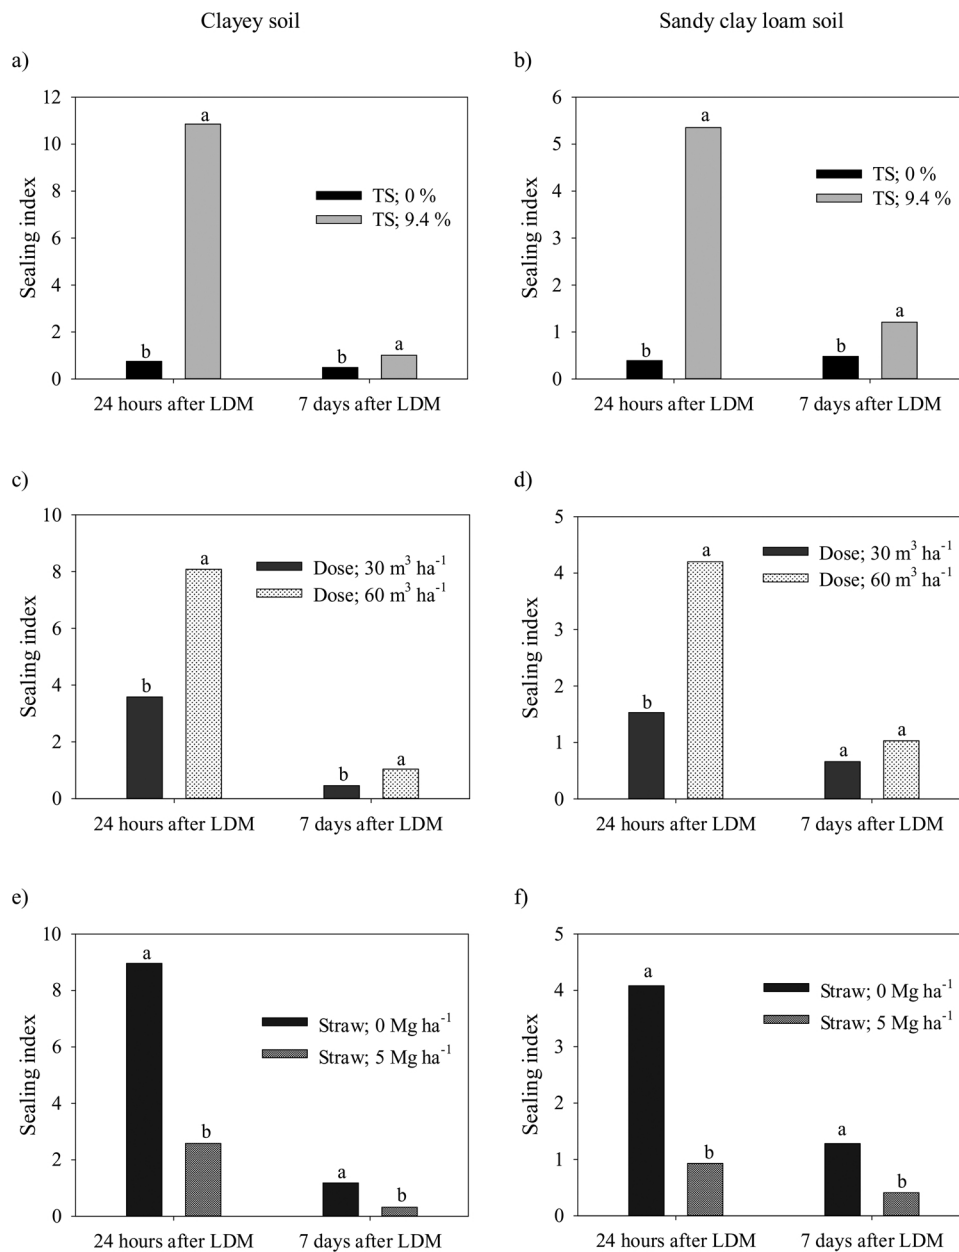 Clayey soil
Sandy clay loam soil
a)
12
10
8
6
4
2
0
Sealing index
a
b
b
a
TS; 0 %
TS; 9.4 %
24 hours after LDM
7 days after LDM
b)
6
5
4
3
2
1
0
Sealing index
a
b
b
a
TS; 0 %
TS; 9.4 %
24 hours after LDM
7 days after LDM
c)
10
8
6
4
2
0
Sealing index
b
a
b
a
Dose; 30 m³ ha⁻¹
Dose; 60 m³ ha⁻¹
24 hours after LDM
7 days after LDM
d)
5
4
3
2
1
0
Sealing index
b
a
a
a
Dose; 30 m³ ha⁻¹
Dose; 60 m³ ha⁻¹
24 hours after LDM
7 days after LDM
e)
10
8
6
4
2
0
Sealing index
a
b
a
b
Straw; 0 Mg ha⁻¹
Straw; 5 Mg ha⁻¹
24 hours after LDM
7 days after LDM
f)
5
4
3
2
1
0
Sealing index
a
b
a
b
Straw; 0 Mg ha⁻¹
Straw; 5 Mg ha⁻¹
24 hours after LDM
7 days after LDM